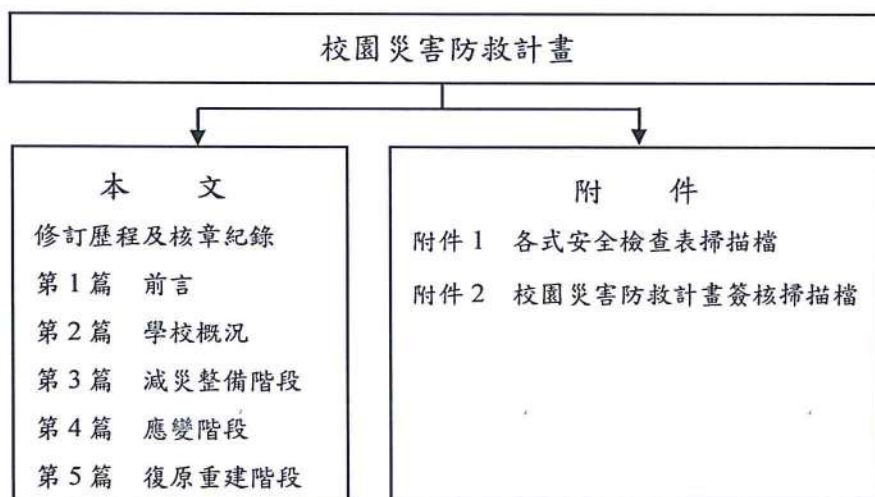 校園災害防救計畫
本 文
修訂歷程及核章紀錄
第 1 篇 前言
第 2 篇 學校概況
第 3 篇 減災整備階段
第 4 篇 應變階段
第 5 篇 復原重建階段
附 件
附件 1 各式安全檢查表掃描檔
附件 2 校園災害防救計畫簽核掃描檔